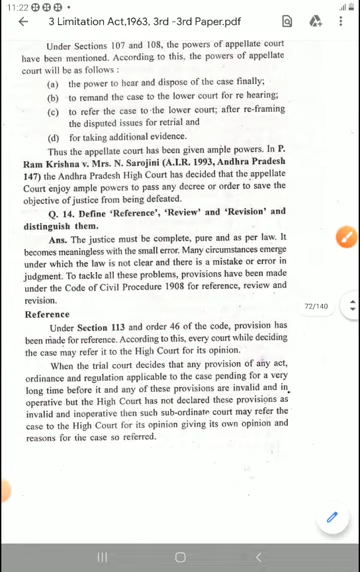 11:22
3 Limitation Act,1963, 3rd -3rd Paper.pdf
Under Sections 107 and 108, the powers of appellate court
have been mentioned. According to this, the powers of appellate
court will be as follows :
(a) the power to hear and dispose of the case finally;
(b) to remand the case to the lower court for re hearing;
(c) to refer the case to the lower court; after re-framing
the disputed issues for retrial and
(d) for taking additional evidence.
Thus the appellate court has been given ample powers. In P.
Ram Krishna v. Mrs. N. Sarojini (A.I.R. 1993, Andhra Pradesh
147) the Andhra Pradesh High Court has decided that the appellate
Court enjoy ample powers to pass any decree or order to save the
objective of justice from being defeated.
Q. 14. Define 'Reference', 'Review' and 'Revision' and
distinguish them.
Ans. The justice must be complete, pure and as per law. It
becomes meaningless with the small error. Many circumstances emerge
under which the law is not clear and there is a mistake or error in
judgment. To tackle all these problems, provisions have been made
under the Code of Civil Procedure 1908 for reference, review and
revision.
72/140
Reference
Under Section 113 and order 46 of the code, provision has
been made for reference. According to this, every court while deciding
the case may refer it to the High Court for its opinion.
When the trial court decides that any provision of any act,
ordinance and regulation applicable to the case pending for a very
long time before it and any of these provisions are invalid and in-
operative but the High Court has not declared these provisions as
invalid and inoperative then such sub-ordinate court may refer the
case to the High Court for its opinion giving its own opinion and
reasons for the case so referred.